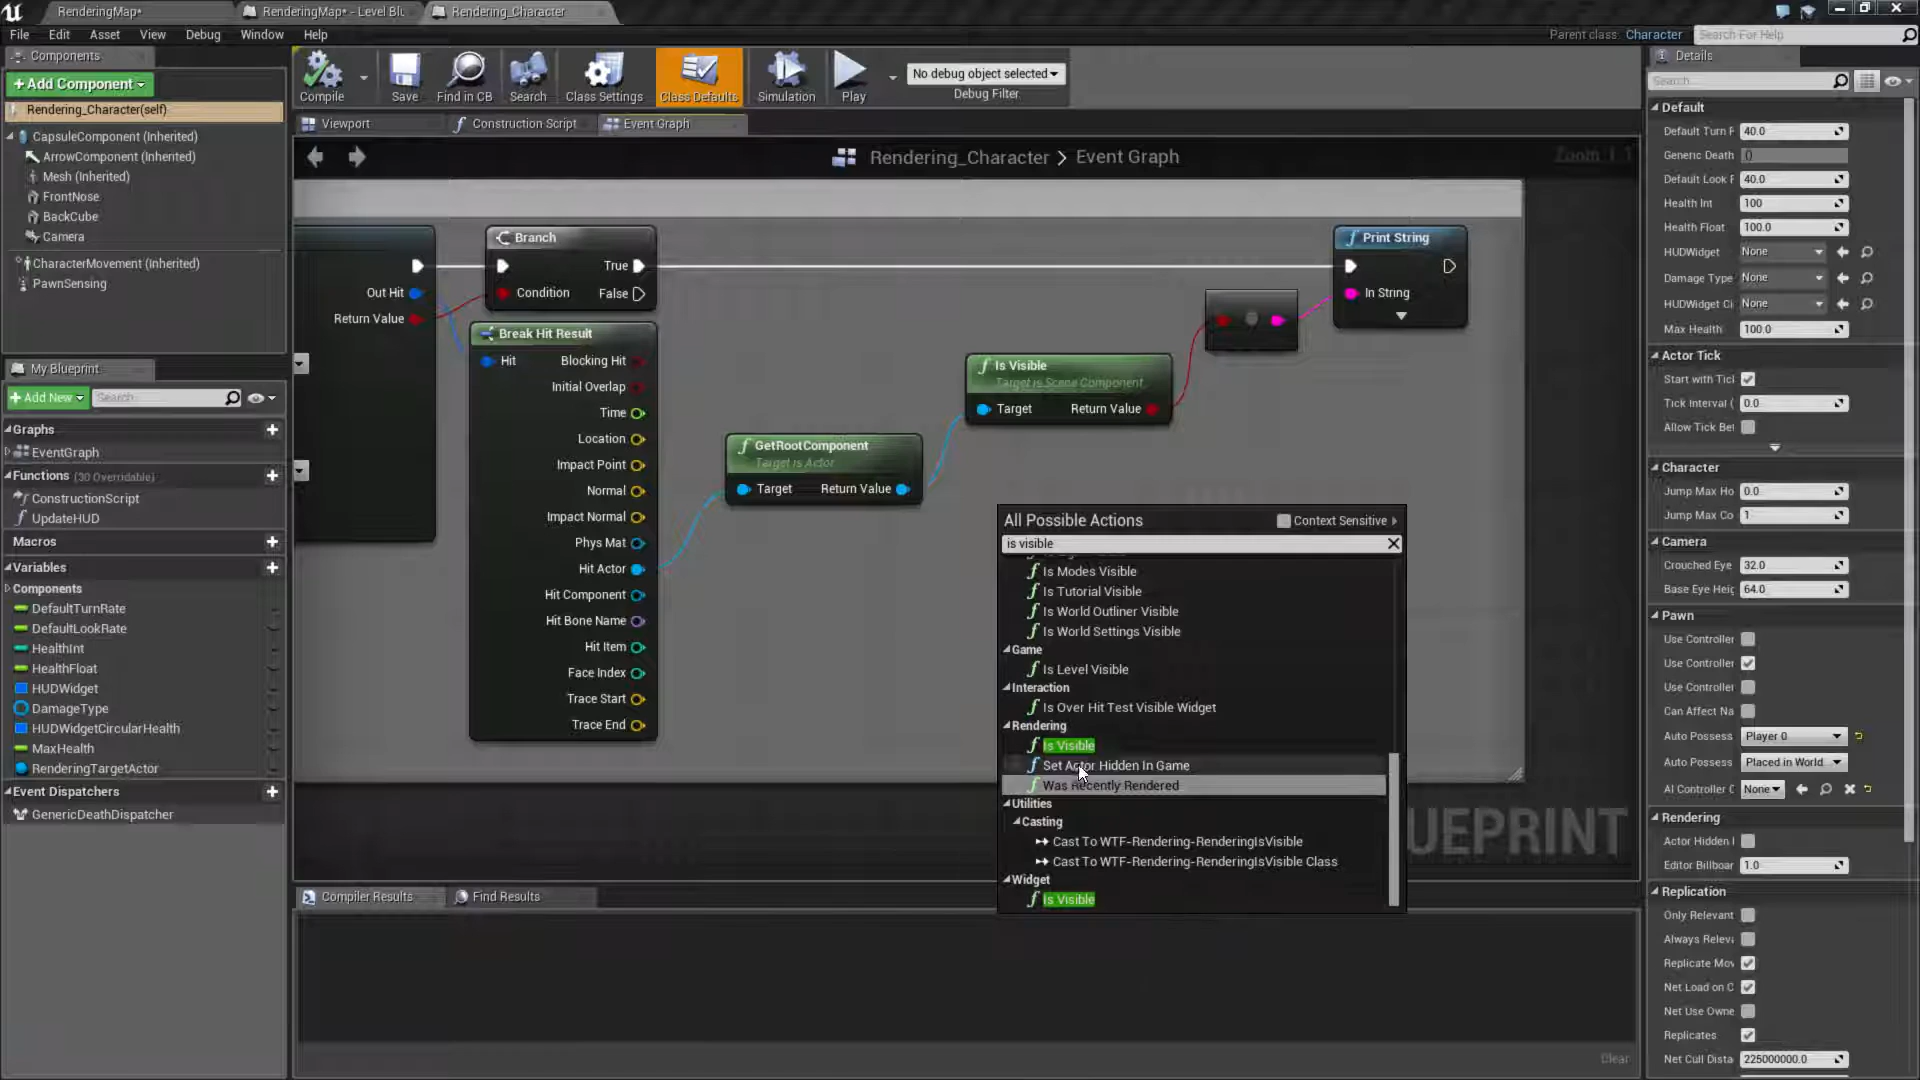 RenderingMap*
RenderingMap* - Level Blu
Rendering_Character
File Edit Asset View Debug Window Help
Parent class: Character
Search For Help
Components
+Add Component
Rendering_Character(self)
CapsuleComponent (Inherited)
ArrowComponent (Inherited)
Mesh (Inherited)
FrontNose
BackCube
Camera
CharacterMovement (Inherited)
PawnSensing
My Blueprint
+Add New
Search
Graphs
EventGraph
Functions (30 Overridable)
ConstructionScript
UpdateHUD
Macros
Variables
Components
DefaultTurnRate
DefaultLookRate
HealthInt
HealthFloat
HUDWidget
DamageType
HUDWidgetCircularHealth
MaxHealth
RenderingTargetActor
Event Dispatchers
GenericDeathDispatcher
Compile
Save
Find in CB
Search
Class Settings
Class Defaults
Simulation
Play
No debug object selected
Debug Filter
Viewport
Construction Script
Event Graph
Rendering_Character > Event Graph
Zoom 1:1
Out Hit
Return Value
Branch
True
Condition
False
Break Hit Result
Hit
Blocking Hit
Initial Overlap
Time
Location
Impact Point
Normal
Impact Normal
Phys Mat
Hit Actor
Hit Component
Hit Bone Name
Hit Item
Face Index
Trace Start
Trace End
GetRootComponent
Target is Actor
Target
Return Value
Is Visible
Target is Scene Component
Target
Return Value
Print String
In String
All Possible Actions
Context Sensitive
is visible
Is Modes Visible
Is Tutorial Visible
Is World Outliner Visible
Is World Settings Visible
Game
Is Level Visible
Interaction
Is Over Hit Test Visible Widget
Rendering
Is Visible
Set Actor Hidden In Game
Was Recently Rendered
Utilities
Casting
Cast To WTF-Rendering-RenderingIsVisible
Cast To WTF-Rendering-RenderingIsVisible Class
Widget
Is Visible
UEPRINT
Compiler Results
Find Results
Clear
Details
Search
Default
Default Turn F 40.0
Generic Death ()
Default Look F 40.0
Health Int 100
Health Float 100.0
HUDWidget None
Damage Type None
HUDWidget Ci None
Max Health 100.0
Actor Tick
Start with Tick
Tick Interval ( 0.0
Allow Tick Bef
Character
Jump Max Ho 0.0
Jump Max Co 1
Camera
Crouched Eye 32.0
Base Eye Heig 64.0
Pawn
Use Controller
Use Controller
Use Controller
Can Affect Na
Auto Possess Player 0
Auto Possess Placed in World
AI Controller C None
Rendering
Actor Hidden I
Editor Billboar 1.0
Replication
Only Relevant
Always Releva
Replicate Mov
Net Load on C
Net Use Owne
Replicates
Net Cull Dista 225000000.0